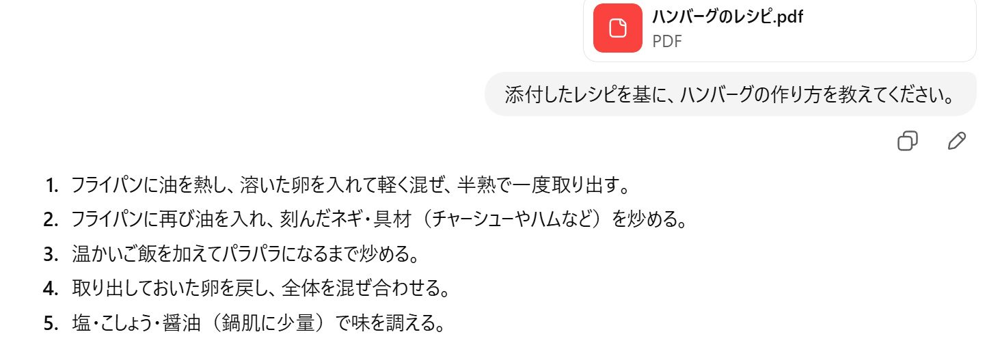 ハンバーグのレシピ.pdf
PDF
添付したレシピを基に、ハンバーグの作り方を教えてください。
1. フライパンに油を熱し、溶いた卵を入れて軽く混ぜ、半熟で一度取り出す。
2. フライパンに再び油を入れ、刻んだネギ・具材（チャーシューやハムなど）を炒める。
3. 温かいご飯を加えてパラパラになるまで炒める。
4. 取り出しておいた卵を戻し、全体を混ぜ合わせる。
5. 塩・こしょう・醤油（鍋肌に少量）で味を調える。